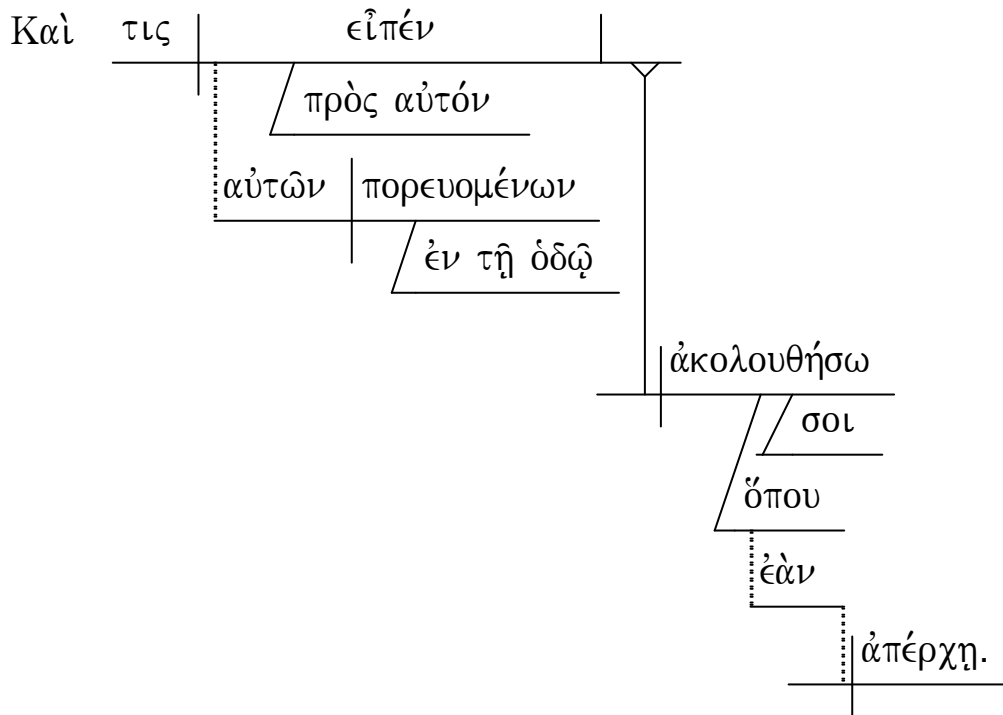 Καὶ τις εἶπέν
πρὸς αὐτόν
αὐτῶν πορευομένων
ἐν τῇ ὁδῷ
ἀκολουθήσω
σοι
ὅπου
ἐὰν
ἀπέρχῃ.